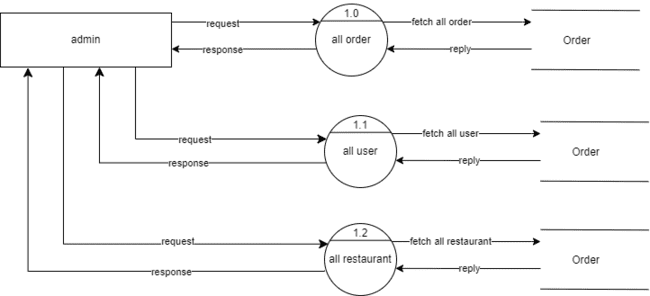 1.0
request
fetch all order
admin
all order
Order
response
reply
1.1
request
fetch all user
all user
Order
response
reply
1.2
request
fetch all restaurant
all restaurant
Order
response
reply